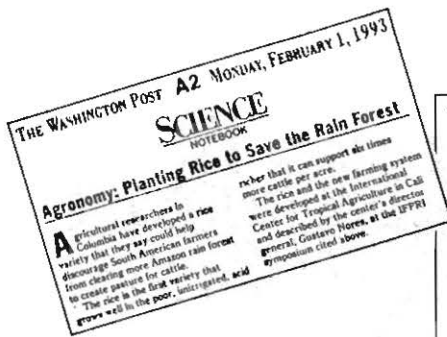 THE WASHINGTON POST A2 MONDAY, FEBRUARY 1, 1993
SCIENCE
NOTEBOOK
Agronomy: Planting Rice to Save the Rain Forest
Agricultural researchers in
Columbia have developed a rice
variety that they say could help
discourage South American farmers
from clearing more Amazon rain forest
to create pasture for cattle.
The rice is the first variety that
grows well in the poor, unirrigated, acid
richer that it can support six times
more cattle per acre.
The rice and the new farming system
were developed at the International
Center for Tropical Agriculture in Cali
and described by the center's director
general, Gustavo Nores, at the IFPRI
symposium cited above.